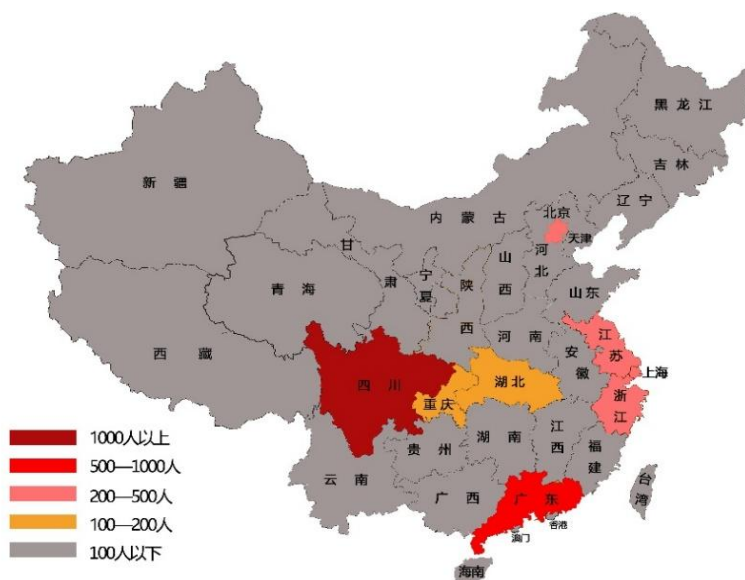 黑龙江
吉林
辽宁
新疆
内蒙古
北京
天津
河北
甘肃
宁夏
山西
陕西
青海
山东
西藏
河南
江苏
安徽
上海
四川
重庆
湖北
浙江
湖南
江西
贵州
福建
云南
广西
广东
台湾
香港
澳门
海南
1000人以上
500—1000人
200—500人
100—200人
100人以下